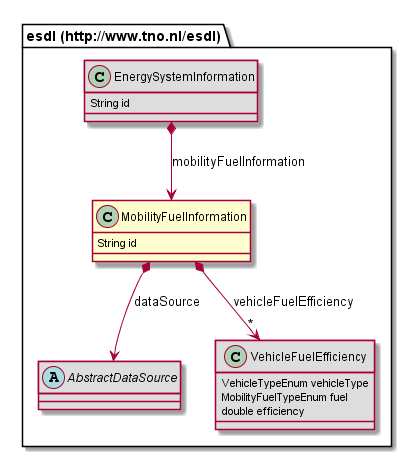 esdl (http://www.tno.nl/esdl)
C EnergySystemInformation
String id
mobilityFuelInformation
C MobilityFuelInformation
String id
dataSource
vehicleFuelEfficiency
*
A AbstractDataSource
C VehicleFuelEfficiency
VehicleTypeEnum vehicleType
MobilityFuelTypeEnum fuel
double efficiency